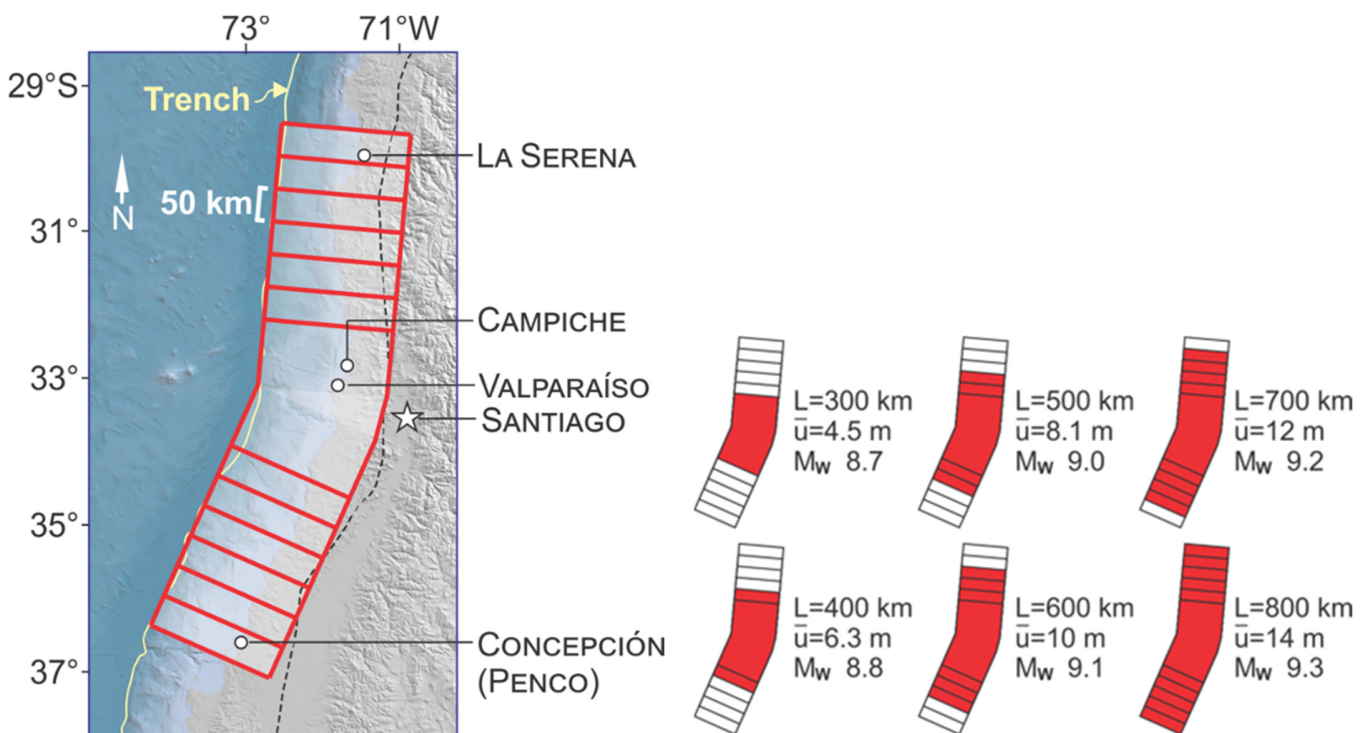 73° 71°W
29°S
Trench
LA SERENA
50 km
N
31°
CAMPICHE
33°
VALPARAÍSO
SANTIAGO
35°
CONCEPCIÓN
(PENCO)
37°
L=300 km
u̅=4.5 m
Mw 8.7
L=500 km
u̅=8.1 m
Mw 9.0
L=700 km
u̅=12 m
Mw 9.2
L=400 km
u̅=6.3 m
Mw 8.8
L=600 km
u̅=10 m
Mw 9.1
L=800 km
u̅=14 m
Mw 9.3